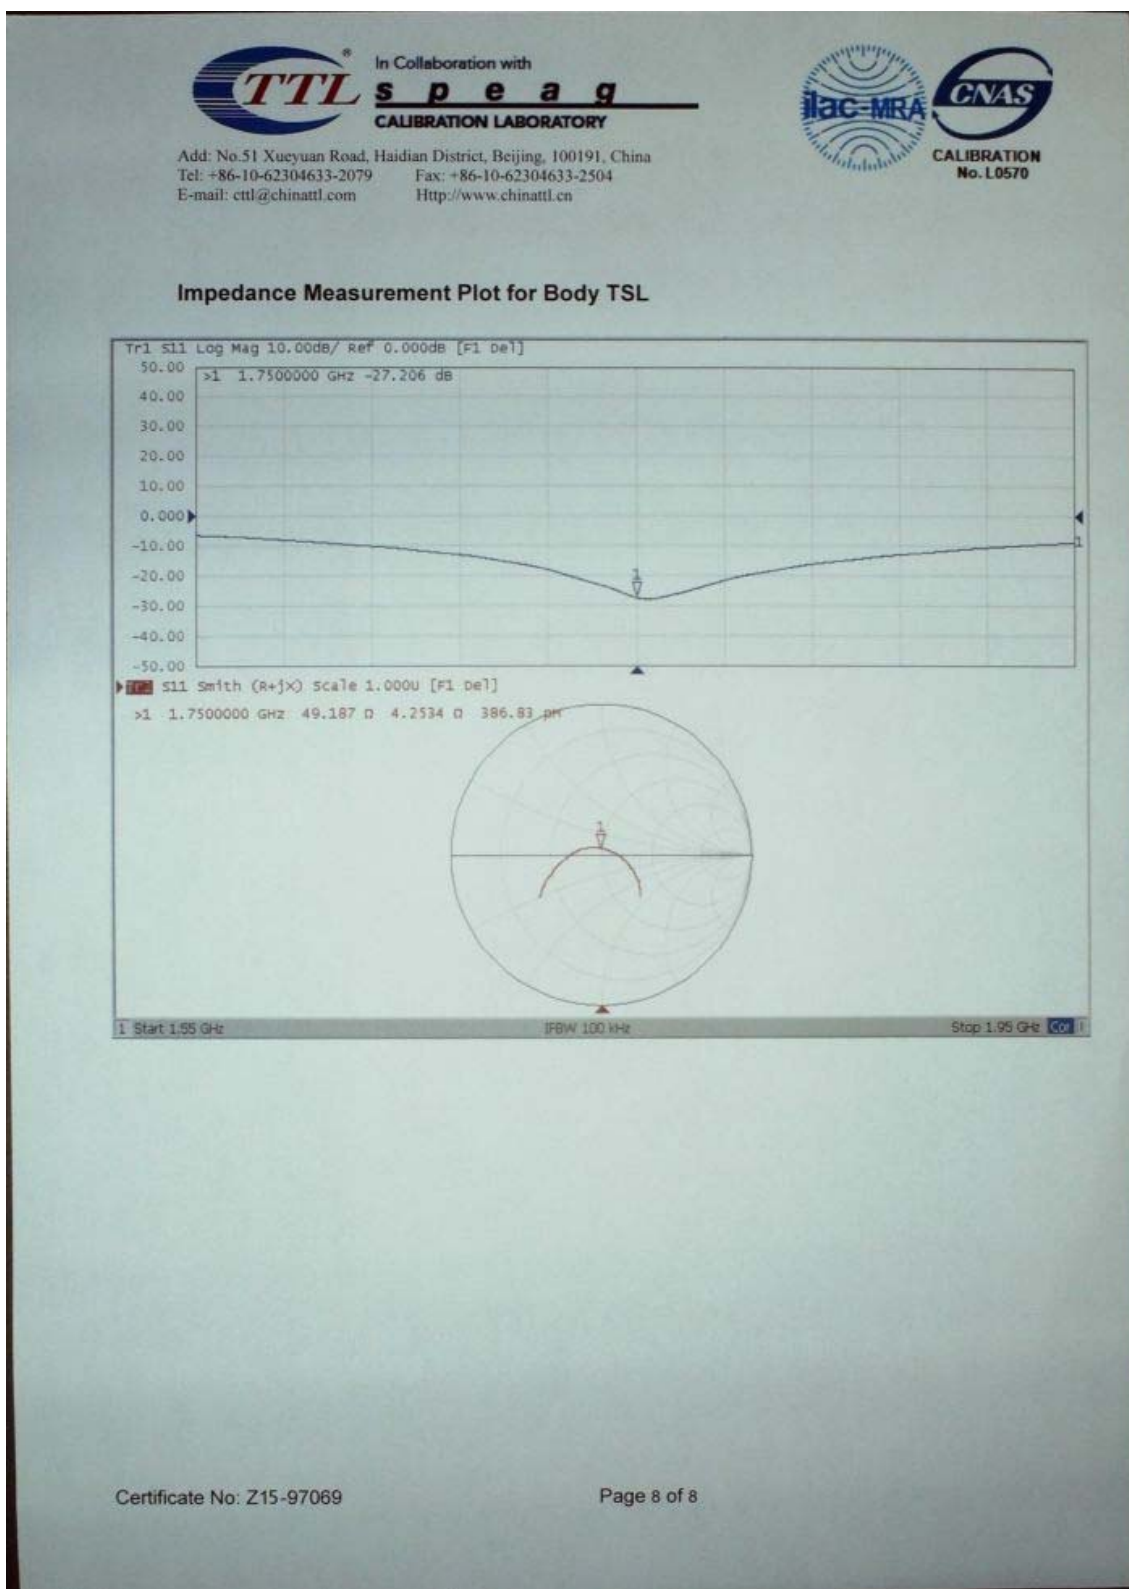 TTL ®
In Collaboration with
s p e a g
CALIBRATION LABORATORY
ilac-MRA
CNAS
CALIBRATION
No. L0570
Add: No.51 Xueyuan Road, Haidian District, Beijing, 100191, China
Tel: +86-10-62304633-2079 Fax: +86-10-62304633-2504
E-mail: cttl@chinattl.com Http://www.chinattl.cn
Impedance Measurement Plot for Body TSL
Tr1 S11 Log Mag 10.00dB/ Ref 0.000dB [F1 Del]
50.00
>1 1.7500000 GHz -27.206 dB
40.00
30.00
20.00
10.00
0.000
-10.00
1
-20.00
1
-30.00
-40.00
-50.00
S11 Smith (R+jX) Scale 1.000U [F1 Del]
>1 1.7500000 GHz 49.187 Ω 4.2534 Ω 386.83 pH
1
1 Start 1.55 GHz IFBW 100 kHz Stop 1.95 GHz Cor
Certificate No: Z15-97069 Page 8 of 8